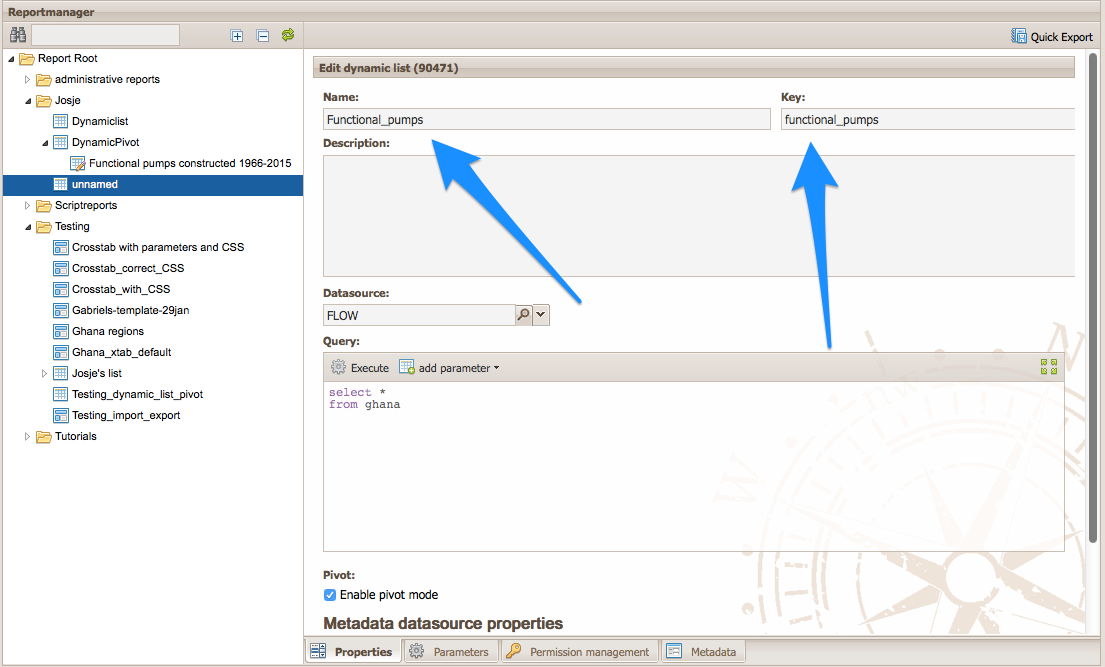 Reportmanager
Quick Export
Report Root
administrative reports
Josje
Dynamiclist
DynamicPivot
Functional pumps constructed 1966-2015
unnamed
Scriptreports
Testing
Crosstab with parameters and CSS
Crosstab_correct_CSS
Crosstab_with_CSS
Gabriels-template-29jan
Ghana regions
Ghana_xtab_default
Josje's list
Testing_dynamic_list_pivot
Testing_import_export
Tutorials
Edit dynamic list (90471)
Name:
Functional_pumps
Key:
functional_pumps
Description:
Datasource:
FLOW
Query:
Execute add parameter
select *
from ghana
N
W
Pivot:
Enable pivot mode
Metadata datasource properties
Properties Parameters Permission management Metadata